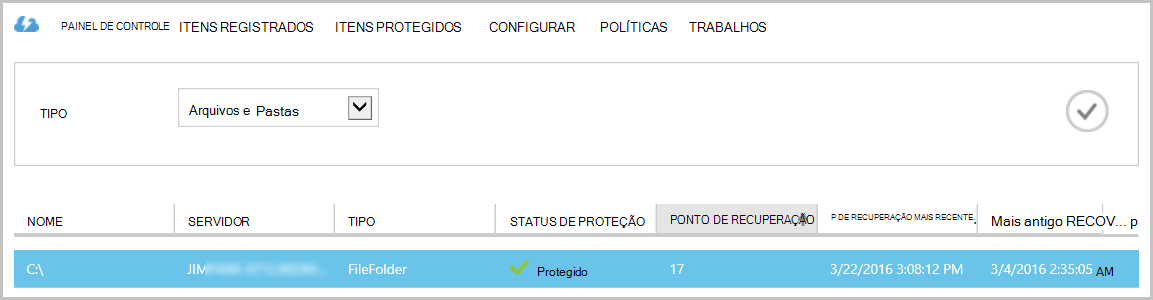 PAINEL DE CONTROLE ITENS REGISTRADOS ITENS PROTEGIDOS CONFIGURAR POLÍTICAS TRABALHOS
TIPO Arquivos e Pastas
NOME SERVIDOR TIPO STATUS DE PROTEÇÃO PONTO DE RECUPERAÇÃO P DE RECUPERAÇÃO MAIS RECENTE. Mais antigo RECOV... p
C:\ JIM FileFolder Protegido 17 3/22/2016 3:08:12 PM 3/4/2016 2:35:05 AM